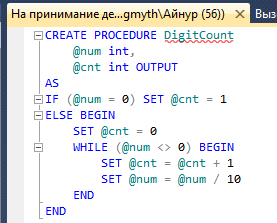 На принимание де...gmyth\Айнур (56))
Выз
CREATE PROCEDURE DigitCount
@num int,
@cnt int OUTPUT
AS
IF (@num = 0) SET @cnt = 1
ELSE BEGIN
SET @cnt = 0
WHILE (@num <> 0) BEGIN
SET @cnt = @cnt + 1
SET @num = @num / 10
END
END